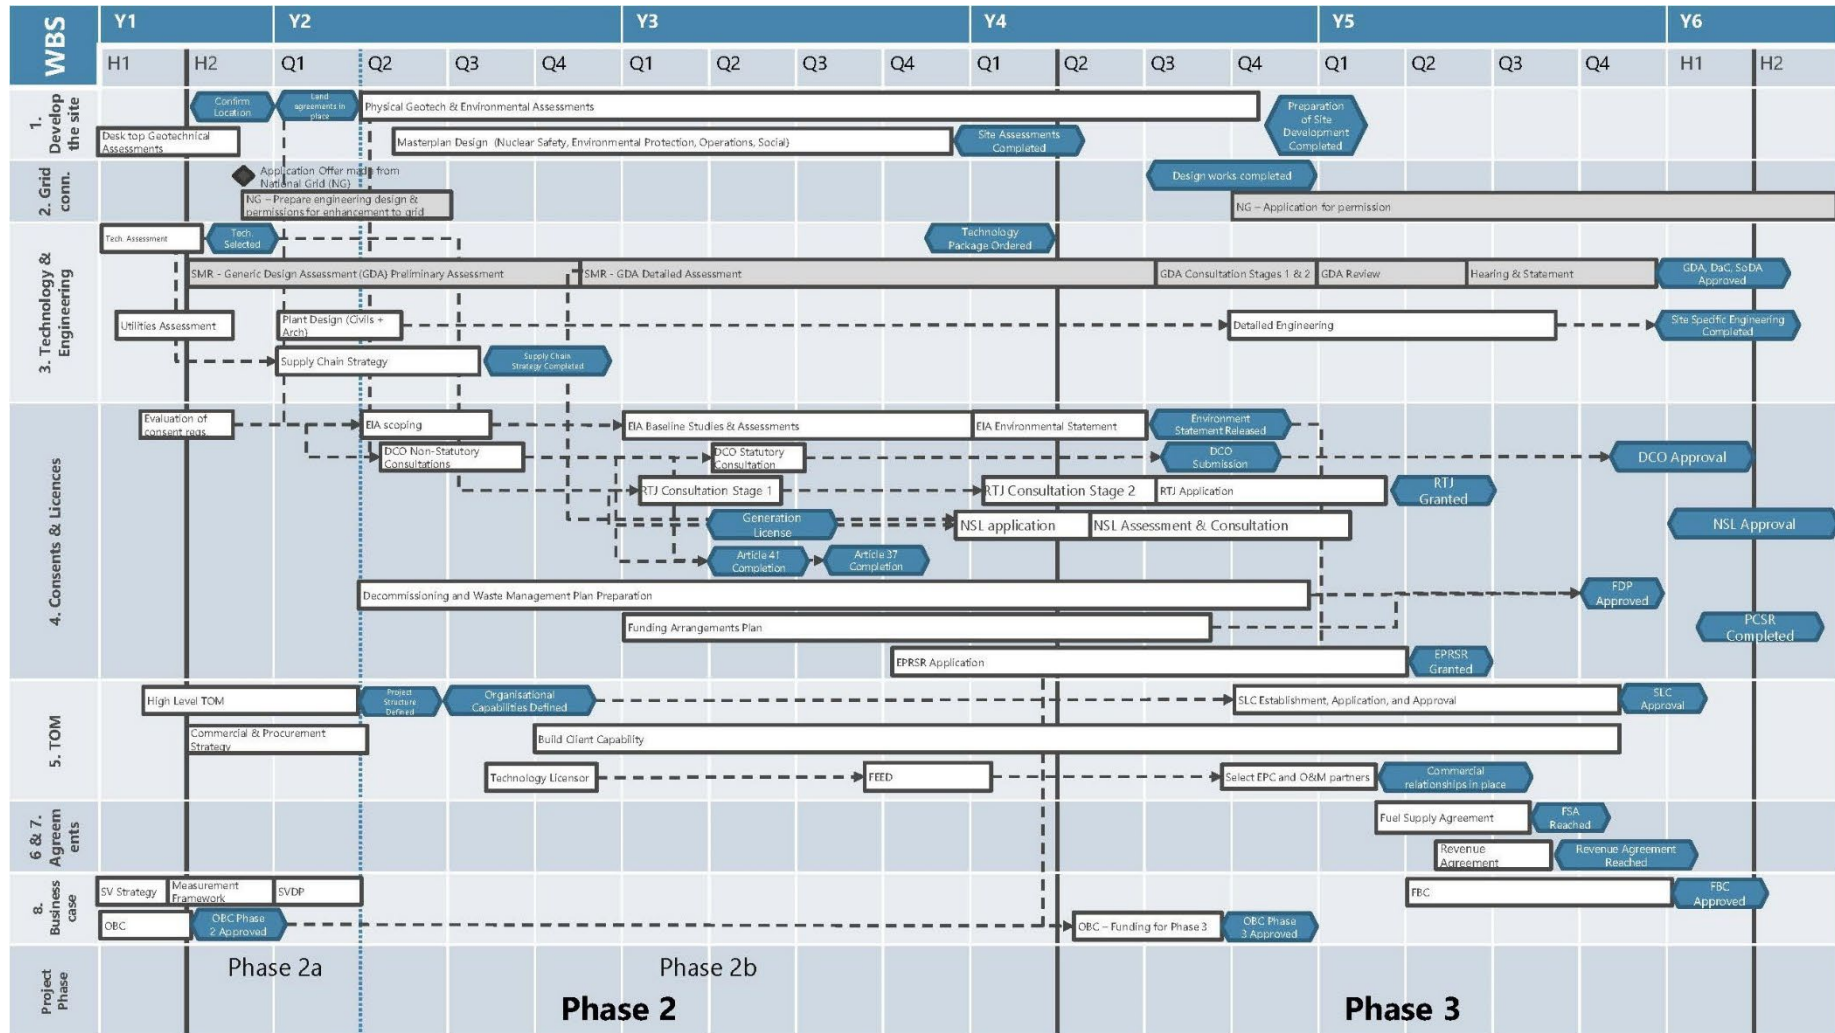 WBS
Y1
Y2
Y3
Y4
Y5
Y6
H1
H2
Q1
Q2
Q3
Q4
Q1
Q2
Q3
Q4
Q1
Q2
Q3
Q4
Q1
Q2
Q3
Q4
H1
H2
1.
Develop
the site
Confirm
Location
Land
agreements in
place
Physical Geotech & Environmental Assessments
Preparation
of Site
Development
Completed
Desk top Geotechnical
Assessments
Masterplan Design (Nuclear Safety, Environmental Protection, Operations, Social)
Site Assessments
Completed
2. Grid
conn.
Application Offer made from
National Grid (NG)
Design works completed
NG – Prepare engineering design &
permissions for enhancement to grid
NG – Application for permission
3. Technology &
Engineering
Tech. Assessment
Tech.
Selected
Technology
Package Ordered
SMR - Generic Design Assessment (GDA) Preliminary Assessment
SMR - GDA Detailed Assessment
GDA Consultation Stages 1 & 2
GDA Review
Hearing & Statement
GDA, DaC, SoDA
Approved
Utilities Assessment
Plant Design (Civils +
Arch)
Detailed Engineering
Site Specific Engineering
Completed
Supply Chain Strategy
Supply Chain
Strategy Completed
4. Consents & Licences
Evaluation of
consent reqs
EIA scoping
EIA Baseline Studies & Assessments
EIA Environmental Statement
Environment
Statement Released
DCO Non-Statutory
Consultations
DCO Statutory
Consultation
DCO
Submission
DCO Approval
RTJ Consultation Stage 1
RTJ Consultation Stage 2
RTJ Application
RTJ
Granted
Generation
License
NSL application
NSL Assessment & Consultation
NSL Approval
Article 41
Completion
Article 37
Completion
Decommissioning and Waste Management Plan Preparation
FDP
Approved
Funding Arrangements Plan
PCSR
Completed
EPRSR Application
EPRSR
Granted
5. TOM
High Level TOM
Project
Structure
Defined
Organisational
Capabilities Defined
SLC Establishment, Application, and Approval
SLC
Approval
Commercial & Procurement
Strategy
Build Client Capability
Technology Licensor
FEED
Select EPC and O&M partners
Commercial
relationships in place
6 & 7.
Agreem
ents
Fuel Supply Agreement
FSA
Reached
Revenue
Agreement
Revenue Agreement
Reached
8.
Business
case
SV Strategy
Measurement
Framework
SVDP
FBC
FBC
Approved
OBC
OBC Phase
2 Approved
OBC – Funding for Phase 3
OBC Phase
3 Approved
Project
Phase
Phase 2a
Phase 2b
Phase 2
Phase 3